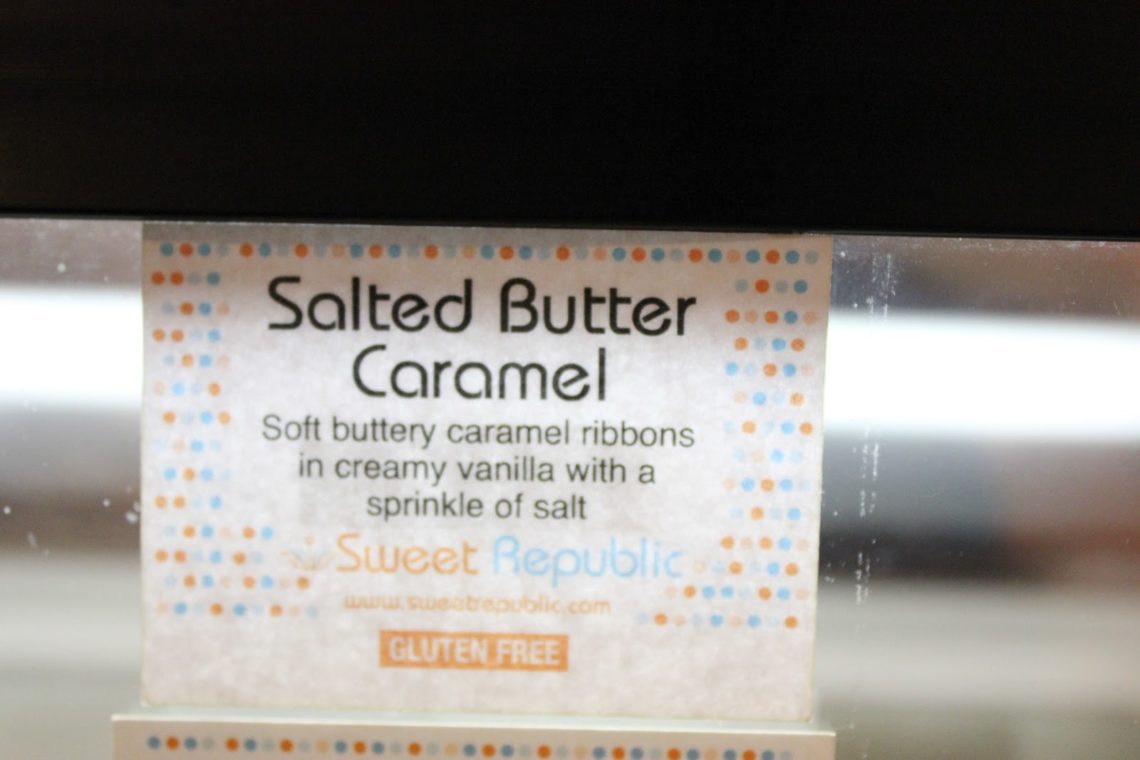 Salted Butter
Caramel
Soft buttery caramel ribbons
in creamy vanilla with a
sprinkle of salt
Sweet Republic
www.sweetrepublic.com
GLUTEN FREE